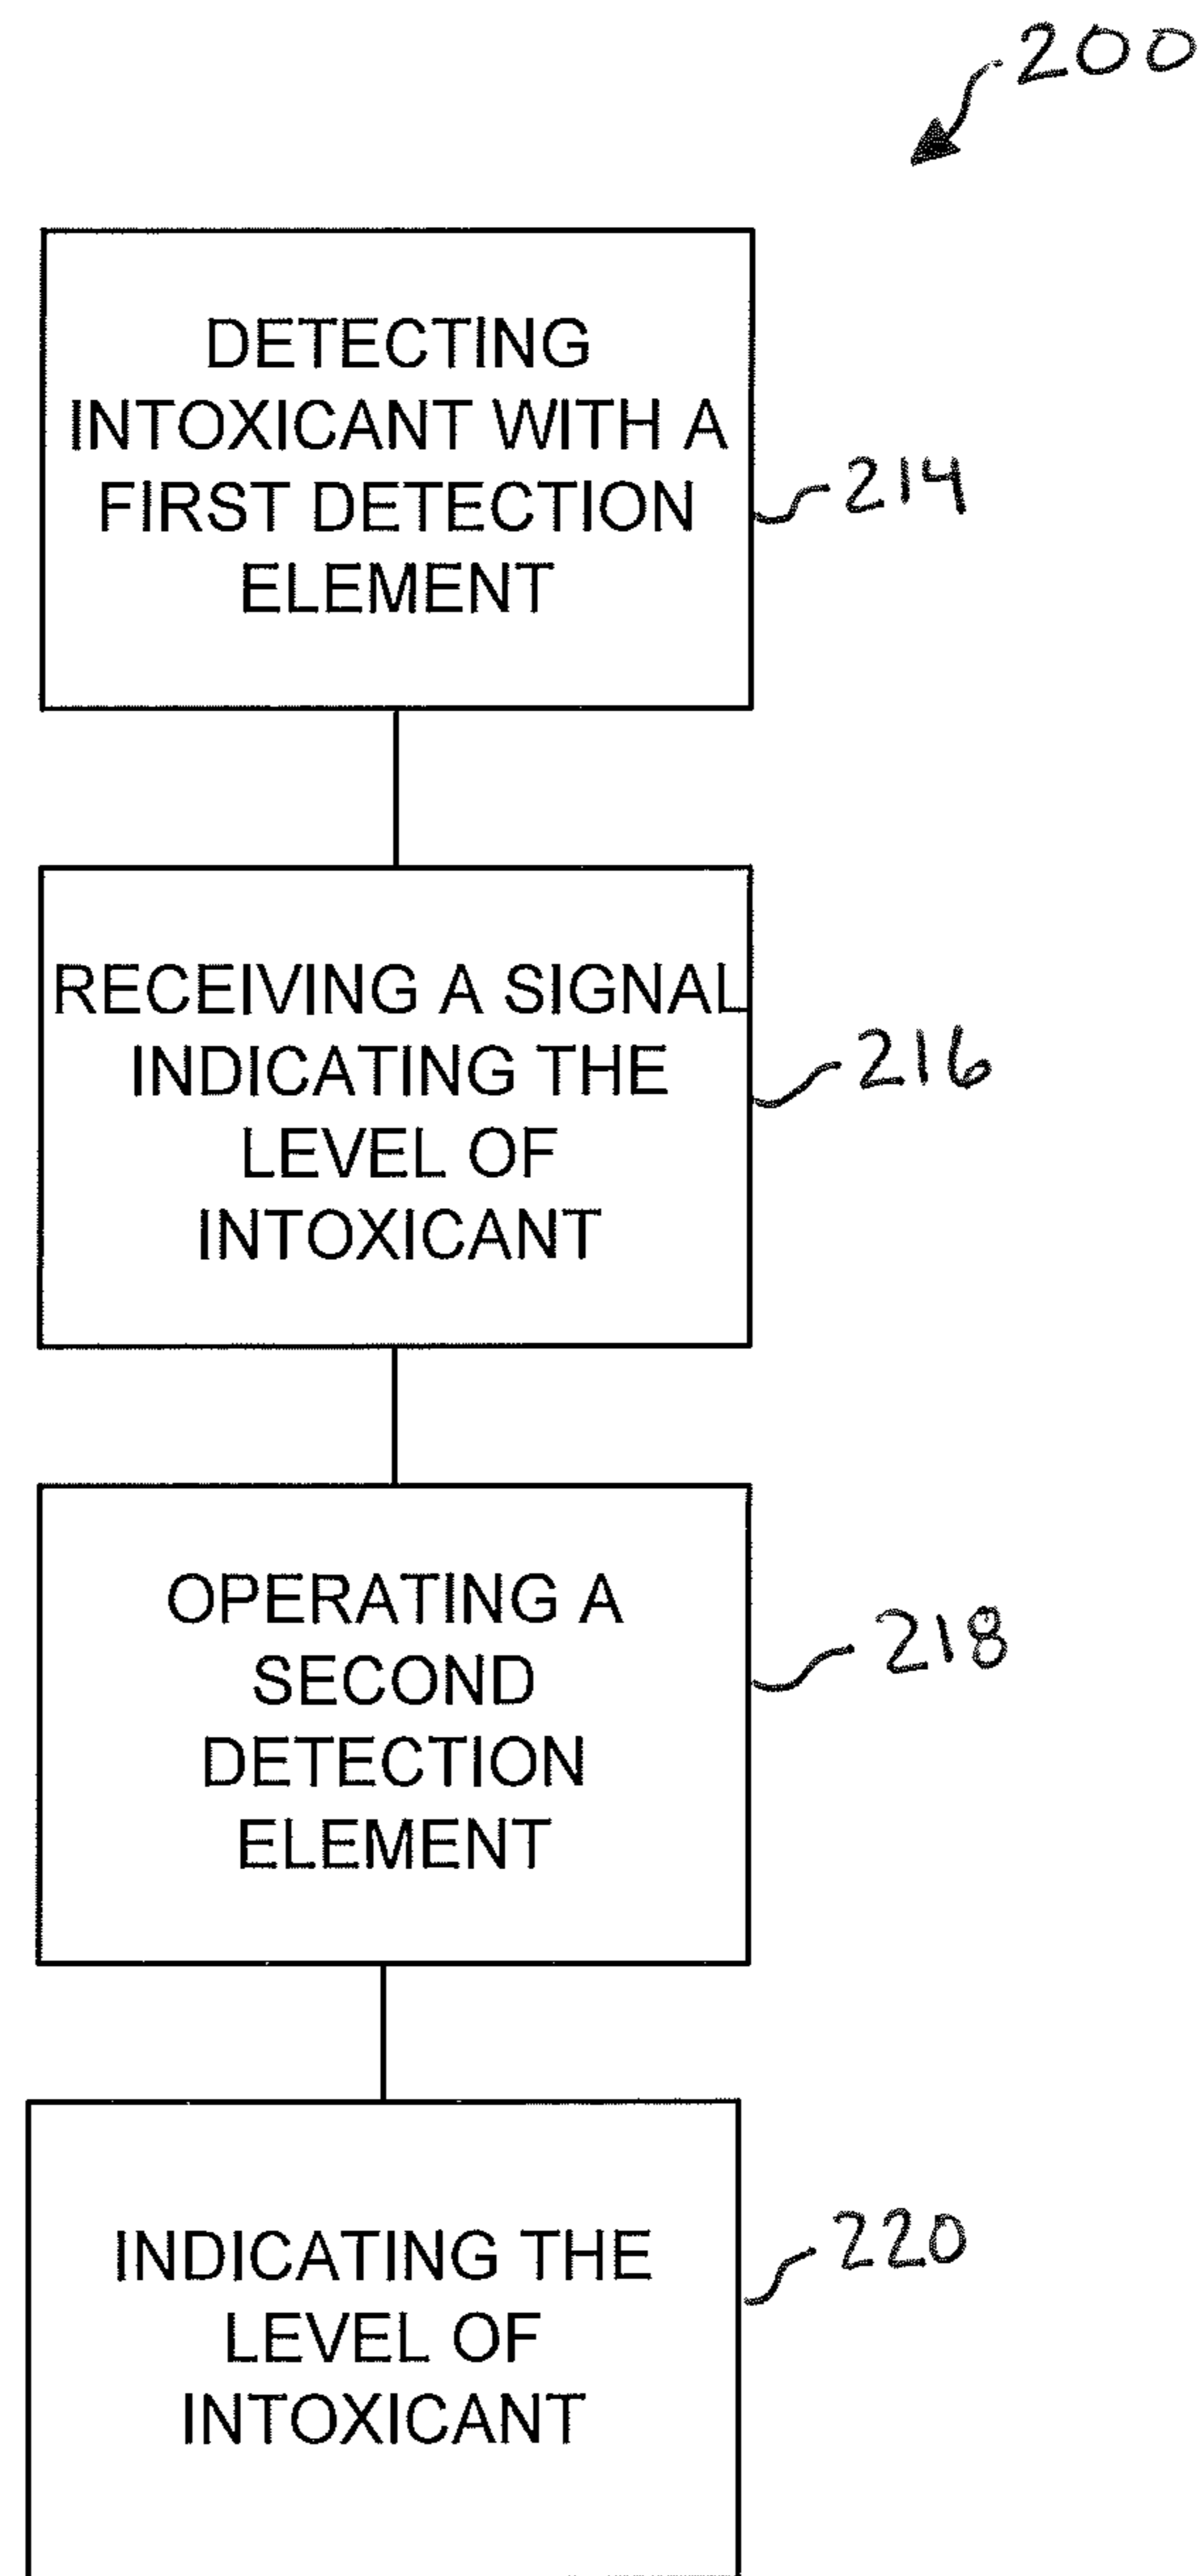 200
DETECTING
INTOXICANT WITH A
FIRST DETECTION
ELEMENT
214
RECEIVING A SIGNAL
INDICATING THE
LEVEL OF
INTOXICANT
216
OPERATING A
SECOND
DETECTION
ELEMENT
218
INDICATING THE
LEVEL OF
INTOXICANT
220